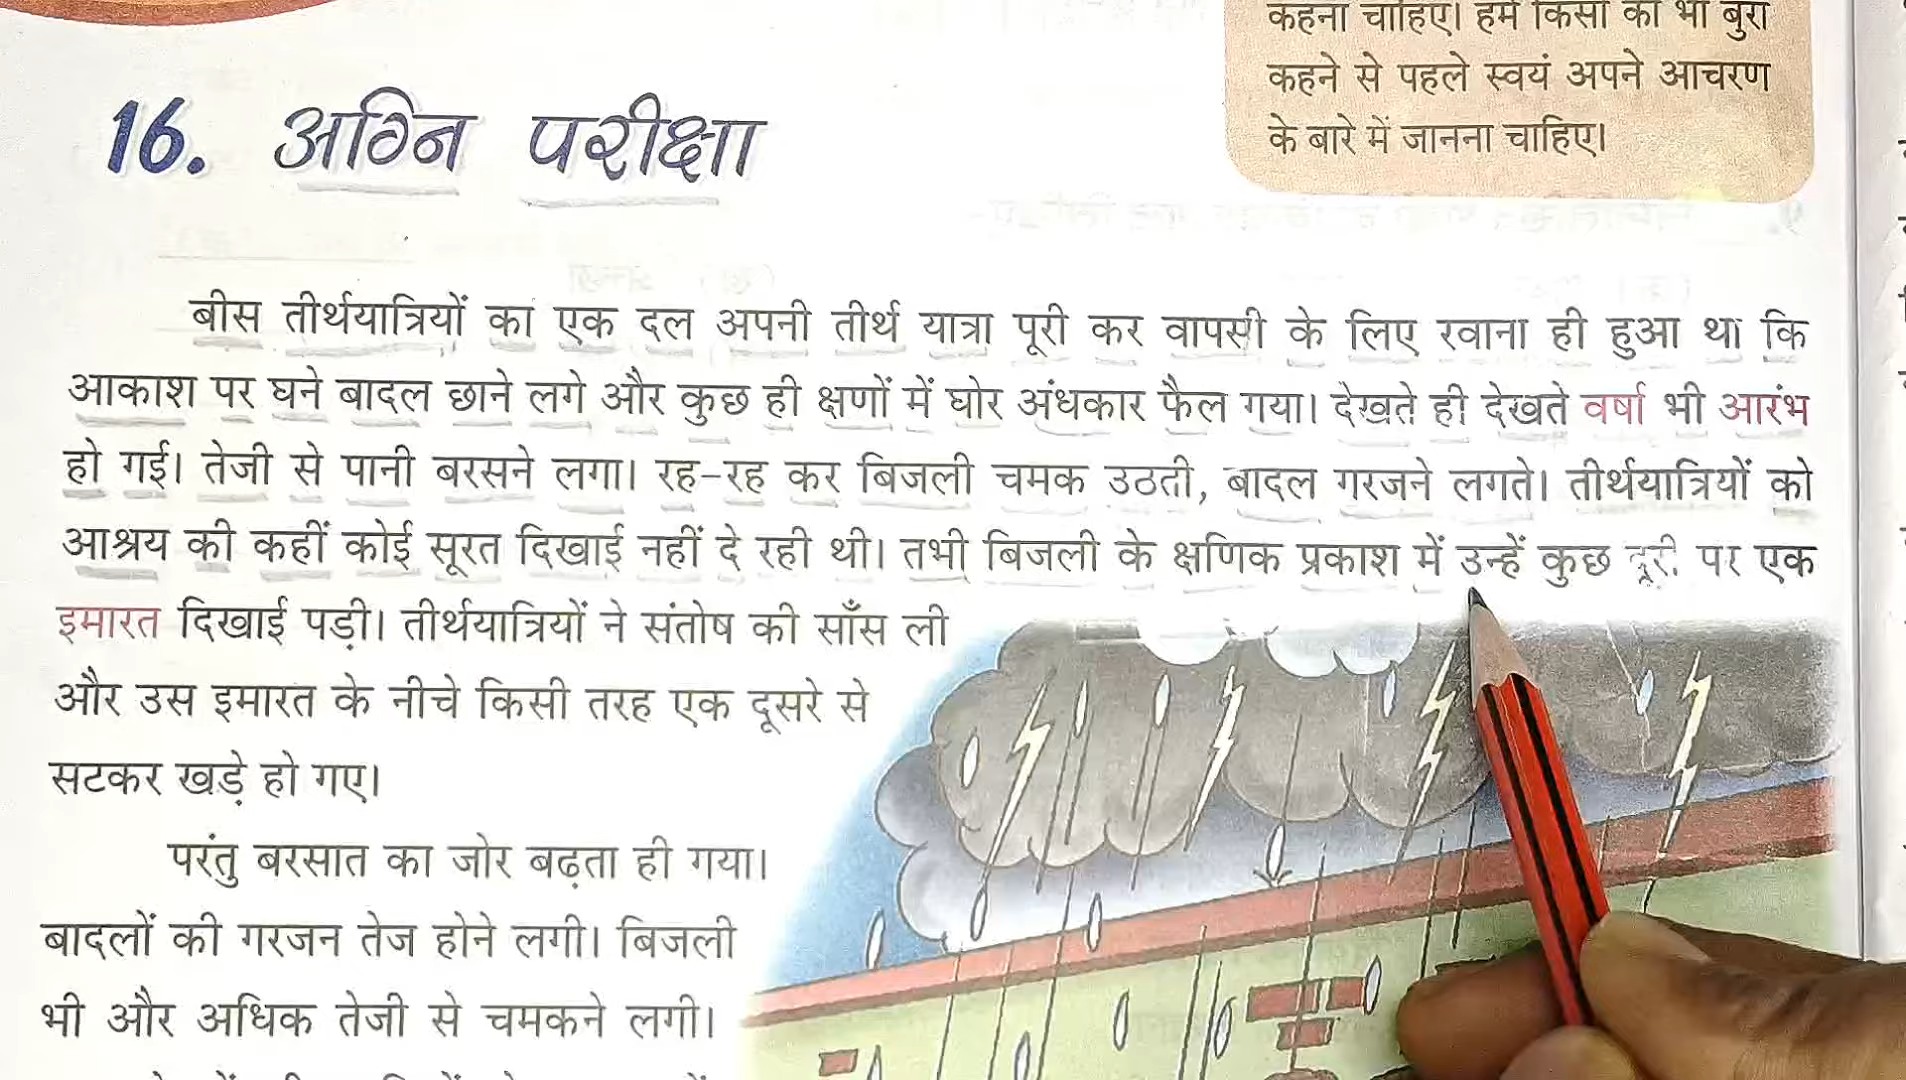 कहना चाहिए। हमें किसी को भी बुरा
कहने से पहले स्वयं अपने आचरण
के बारे में जानना चाहिए।
16. अग्नि परीक्षा
बीस तीर्थयात्रियों का एक दल अपनी तीर्थ यात्रा पूरी कर वापसी के लिए रवाना ही हुआ था कि
आकाश पर घने बादल छाने लगे और कुछ ही क्षणों में घोर अंधकार फैल गया। देखते ही देखते वर्षा भी आरंभ
हो गई। तेजी से पानी बरसने लगा। रह-रह कर बिजली चमक उठती, बादल गरजने लगते। तीर्थयात्रियों को
आश्रय की कहीं कोई सूरत दिखाई नहीं दे रही थी। तभी बिजली के क्षणिक प्रकाश में उन्हें कुछ दूरी पर एक
इमारत दिखाई पड़ी। तीर्थयात्रियों ने संतोष की साँस ली
और उस इमारत के नीचे किसी तरह एक दूसरे से
सटकर खड़े हो गए।
परंतु बरसात का जोर बढ़ता ही गया।
बादलों की गरजन तेज होने लगी। बिजली
भी और अधिक तेजी से चमकने लगी।